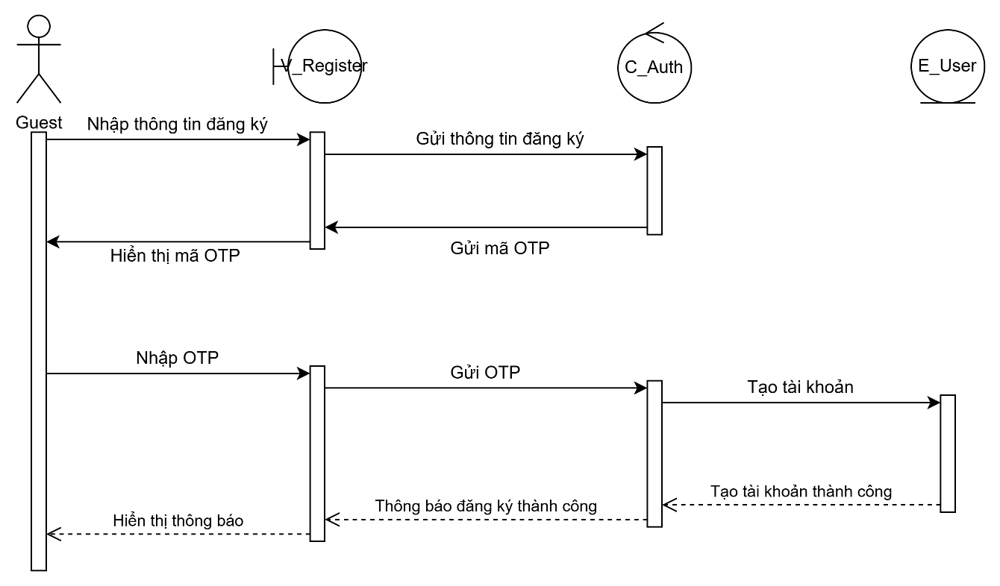 V_Register
C_Auth
E_User
Guest
Nhập thông tin đăng ký
Gửi thông tin đăng ký
Gửi mã OTP
Hiển thị mã OTP
Nhập OTP
Gửi OTP
Tạo tài khoản
Tạo tài khoản thành công
Thông báo đăng ký thành công
Hiển thị thông báo